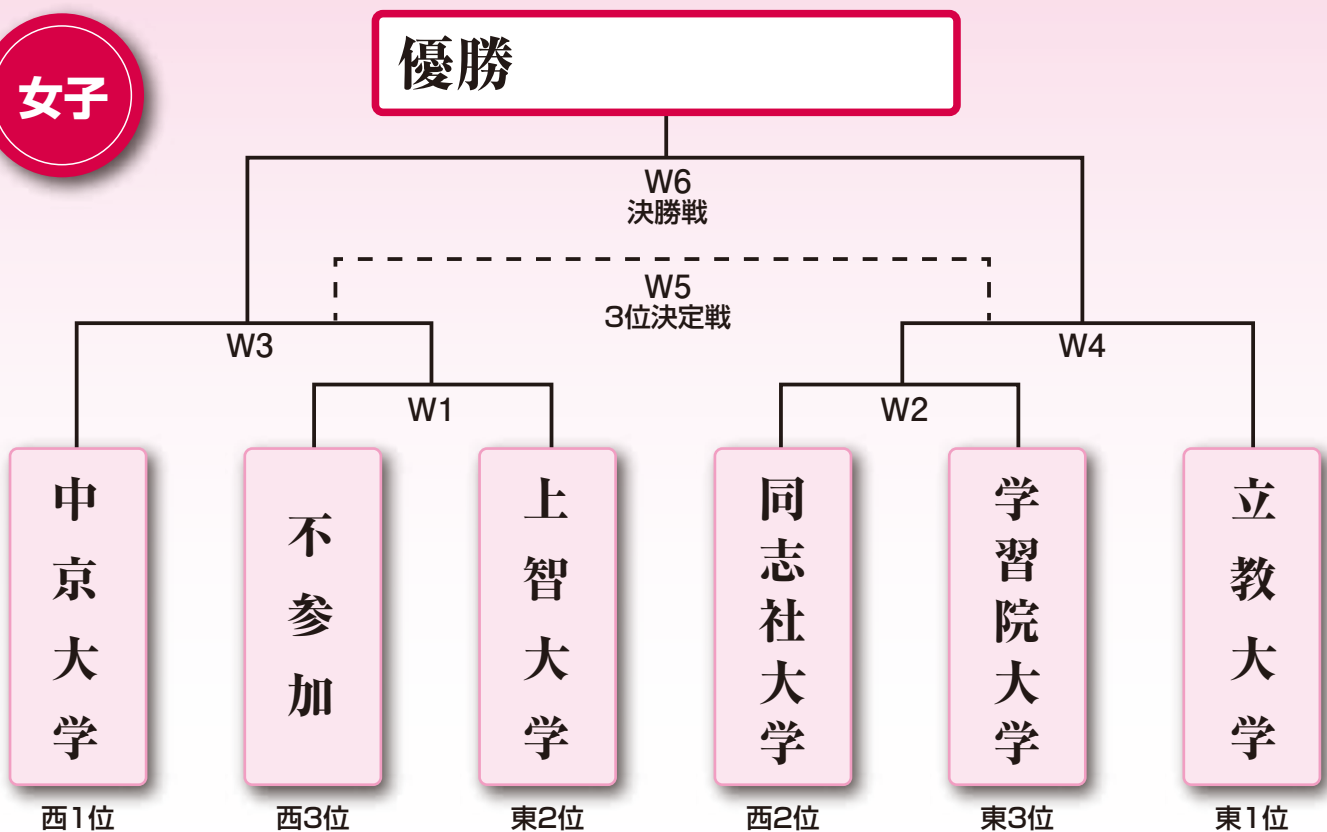 女子
優勝
W6
決勝戦
W5
3位決定戦
W3
W4
W1
W2
中京大学
不参加
上智大学
同志社大学
学習院大学
立教大学
西1位
西3位
東2位
西2位
東3位
東1位